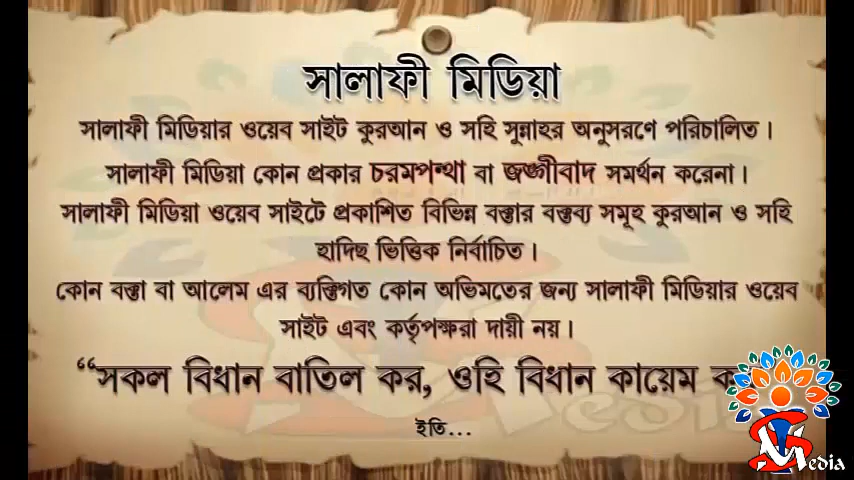 সালাফী মিডিয়া
সালাফী মিডিয়ার ওয়েব সাইট কুরআন ও সহি সুন্নাহর অনুসরণে পরিচালিত।
সালাফী মিডিয়া কোন প্রকার চরমপন্থা বা জঙ্গীবাদ সমর্থন করেনা।
সালাফী মিডিয়া ওয়েব সাইটে প্রকাশিত বিভিন্ন বক্তার বক্তব্য সমূহ কুরআন ও সহি
হাদিছ ভিত্তিক নির্বাচিত।
কোন বক্তা বা আলেম এর ব্যক্তিগত কোন অভিমতের জন্য সালাফী মিডিয়ার ওয়েব
সাইট এবং কর্তৃপক্ষরা দায়ী নয়।
“সকল বিধান বাতিল কর, ওহি বিধান কায়েম
ইতি...
SMedia